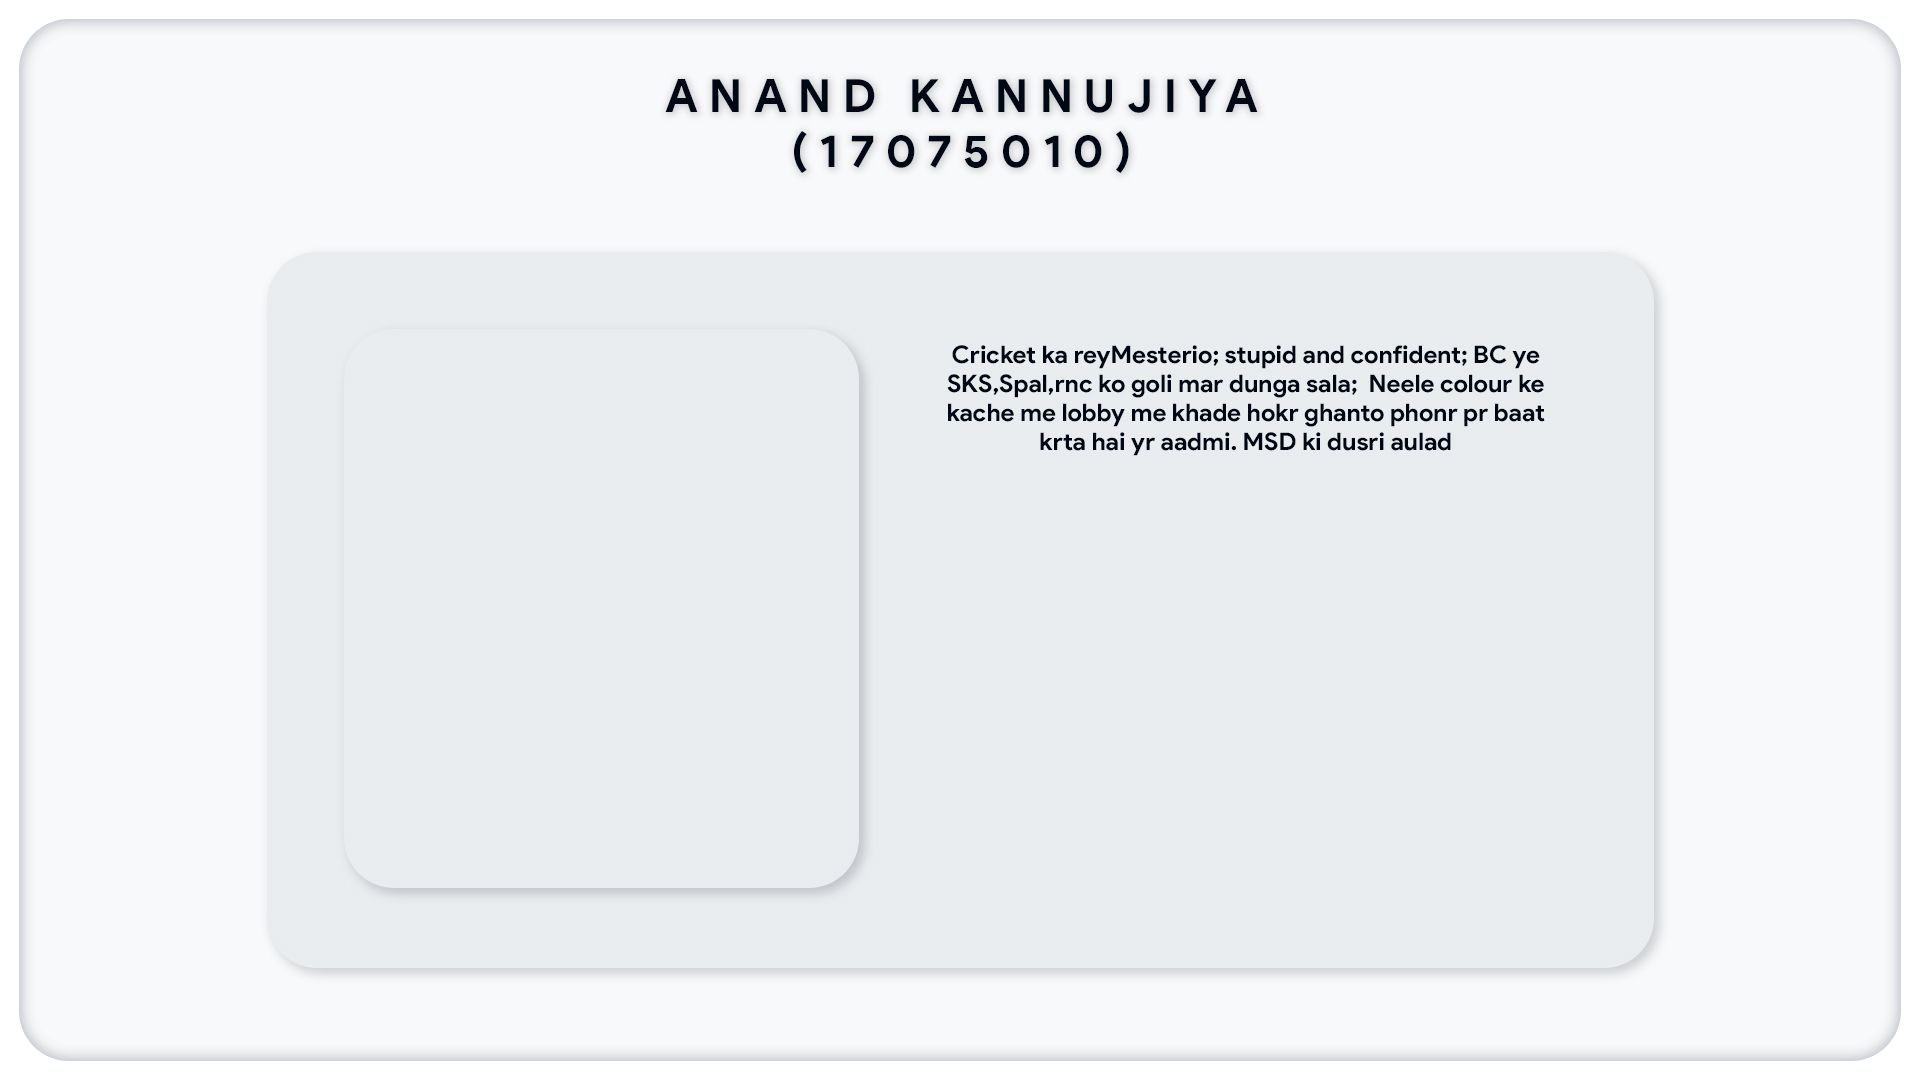 ANAND KANNUJIYA
(17075010)
Cricket ka reyMesterio; stupid and confident; BC ye
SKS,Spal,rnc ko goli mar dunga sala;  Neele colour ke
kache me lobby me khade hokr ghanto phonr pr baat
krta hai yr aadmi. MSD ki dusri aulad